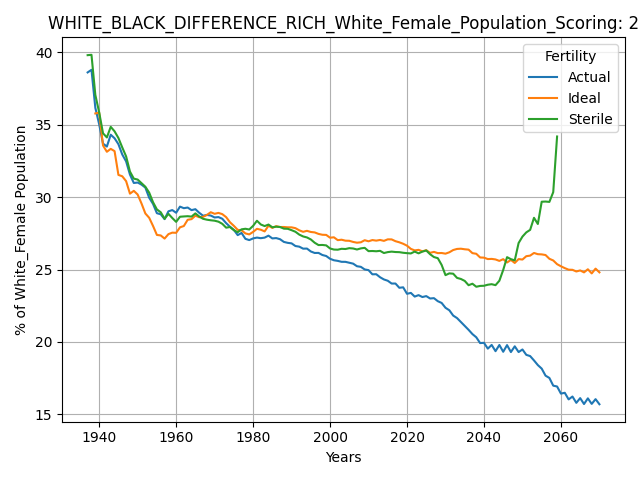 WHITE_BLACK_DIFFERENCE_RICH_White_Female_Population_Scoring: 2
Fertility
Actual
Ideal
Sterile
% of White_Female Population
40
35
30
25
20
15
1940
1960
1980
2000
2020
2040
2060
Years